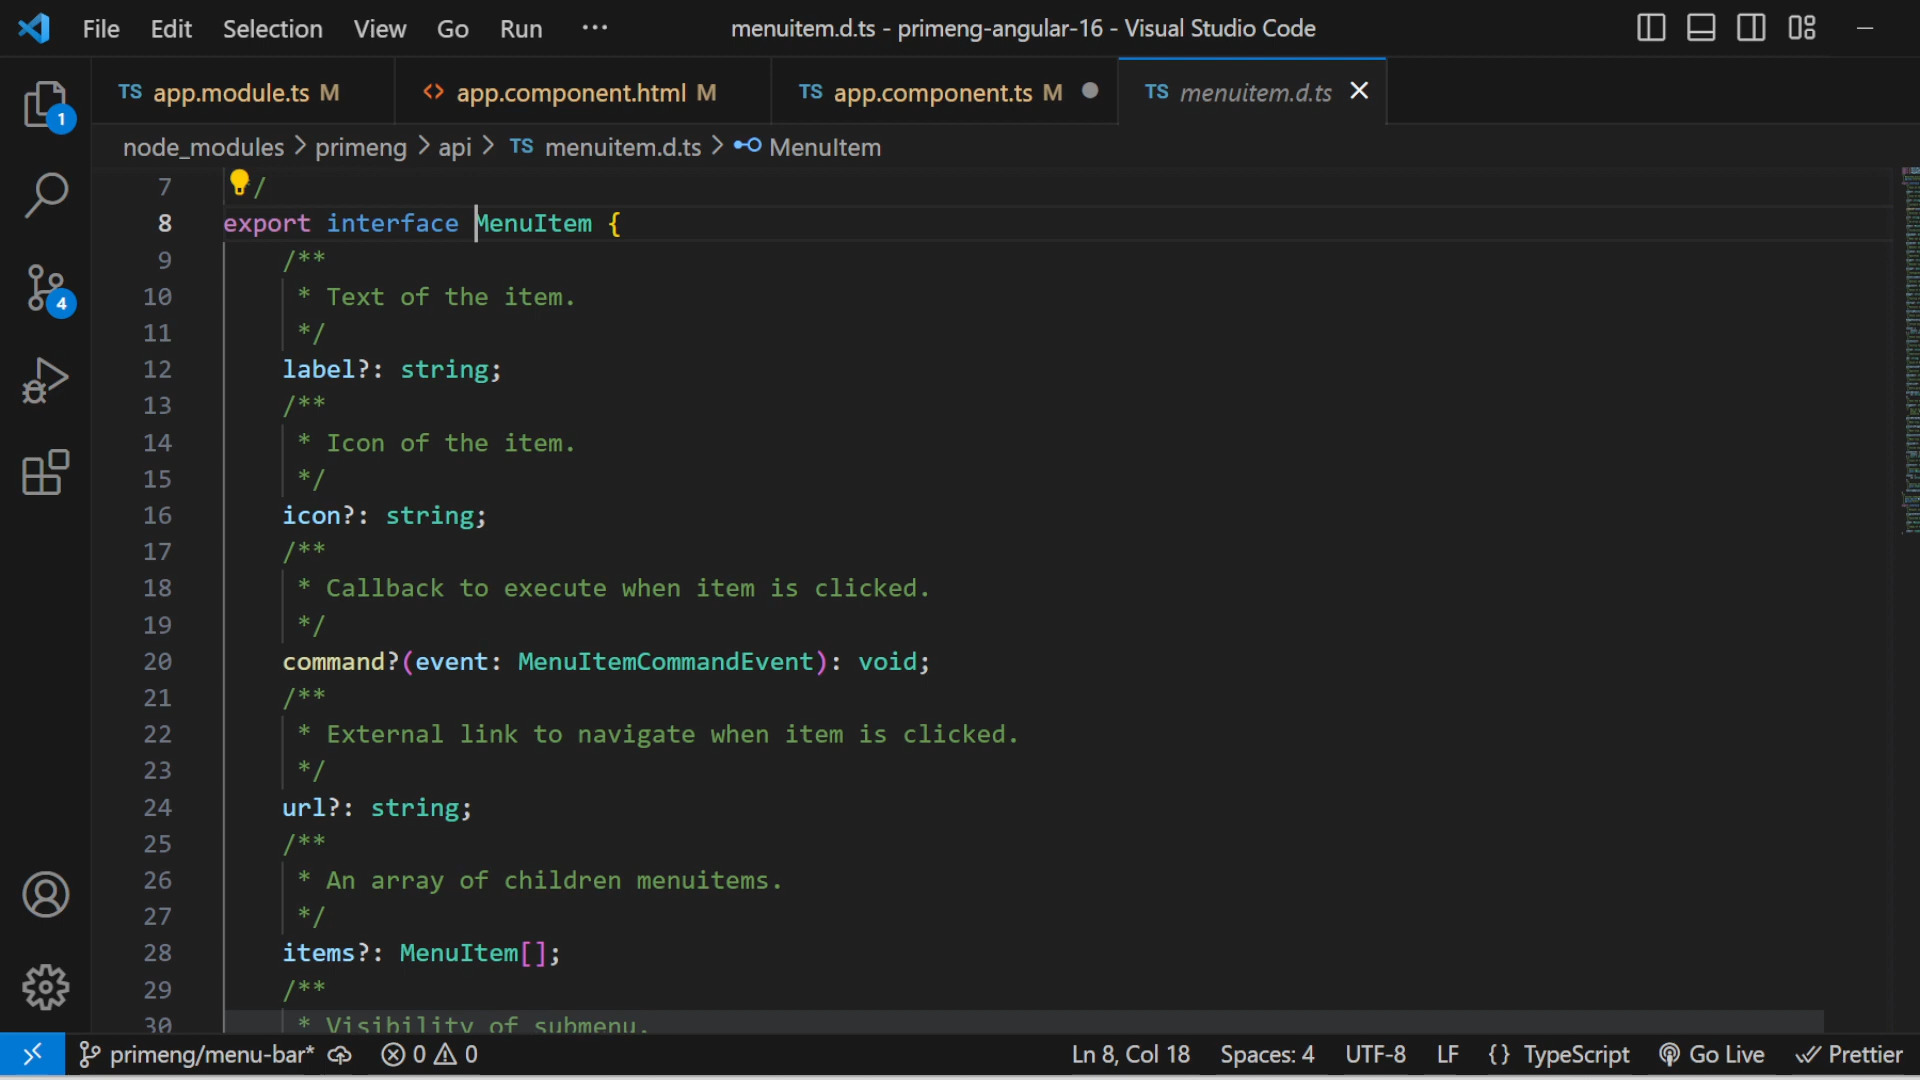 File Edit Selection View Go Run ··· menuitem.d.ts - primeng-angular-16 - Visual Studio Code
TS app.module.ts M <> app.component.html M TS app.component.ts M ● TS menuitem.d.ts ×
node_modules > primeng > api > TS menuitem.d.ts > MenuItem
1
4
7 /
8 export interface MenuItem {
9 /**
10 * Text of the item.
11 */
12 label?: string;
13 /**
14 * Icon of the item.
15 */
16 icon?: string;
17 /**
18 * Callback to execute when item is clicked.
19 */
20 command?(event: MenuItemCommandEvent): void;
21 /**
22 * External link to navigate when item is clicked.
23 */
24 url?: string;
25 /**
26 * An array of children menuitems.
27 */
28 items?: MenuItem[];
29 /**
30 * Visibility of submenu.
primeng/menu-bar* 0 0 Ln 8, Col 18 Spaces: 4 UTF-8 LF {} TypeScript Go Live Prettier